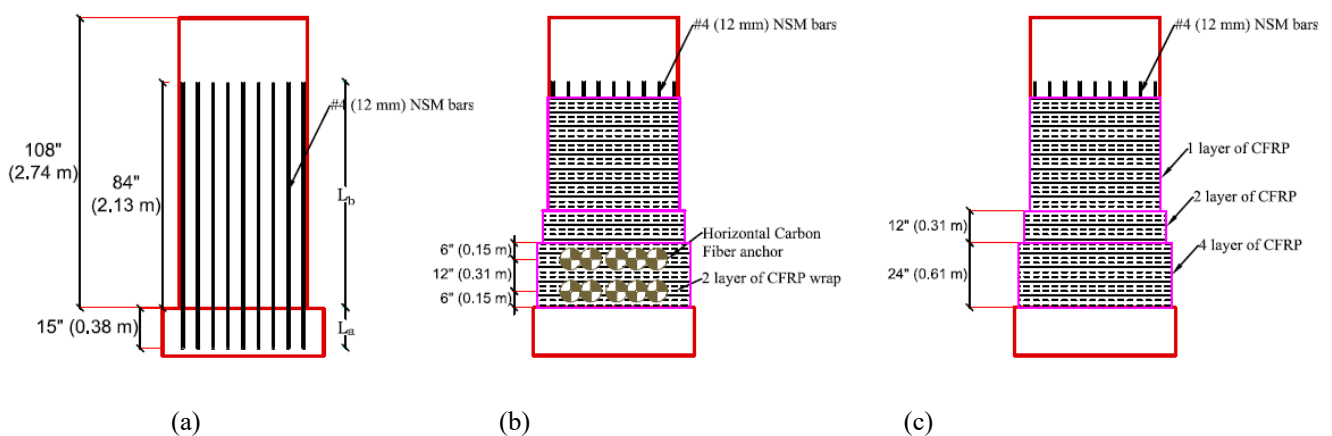 108"
(2.74 m)
84"
(2.13 m)
#4 (12 mm) NSM bars
Lb
15" (0.38 m)
La
(a)
#4 (12 mm) NSM bars
6" (0.15 m)
12" (0.31 m)
6" (0.15 m)
Horizontal Carbon
Fiber anchor
2 layer of CFRP wrap
(b)
#4 (12 mm) NSM bars
1 layer of CFRP
2 layer of CFRP
12" (0.31 m)
4 layer of CFRP
24" (0.61 m)
(c)